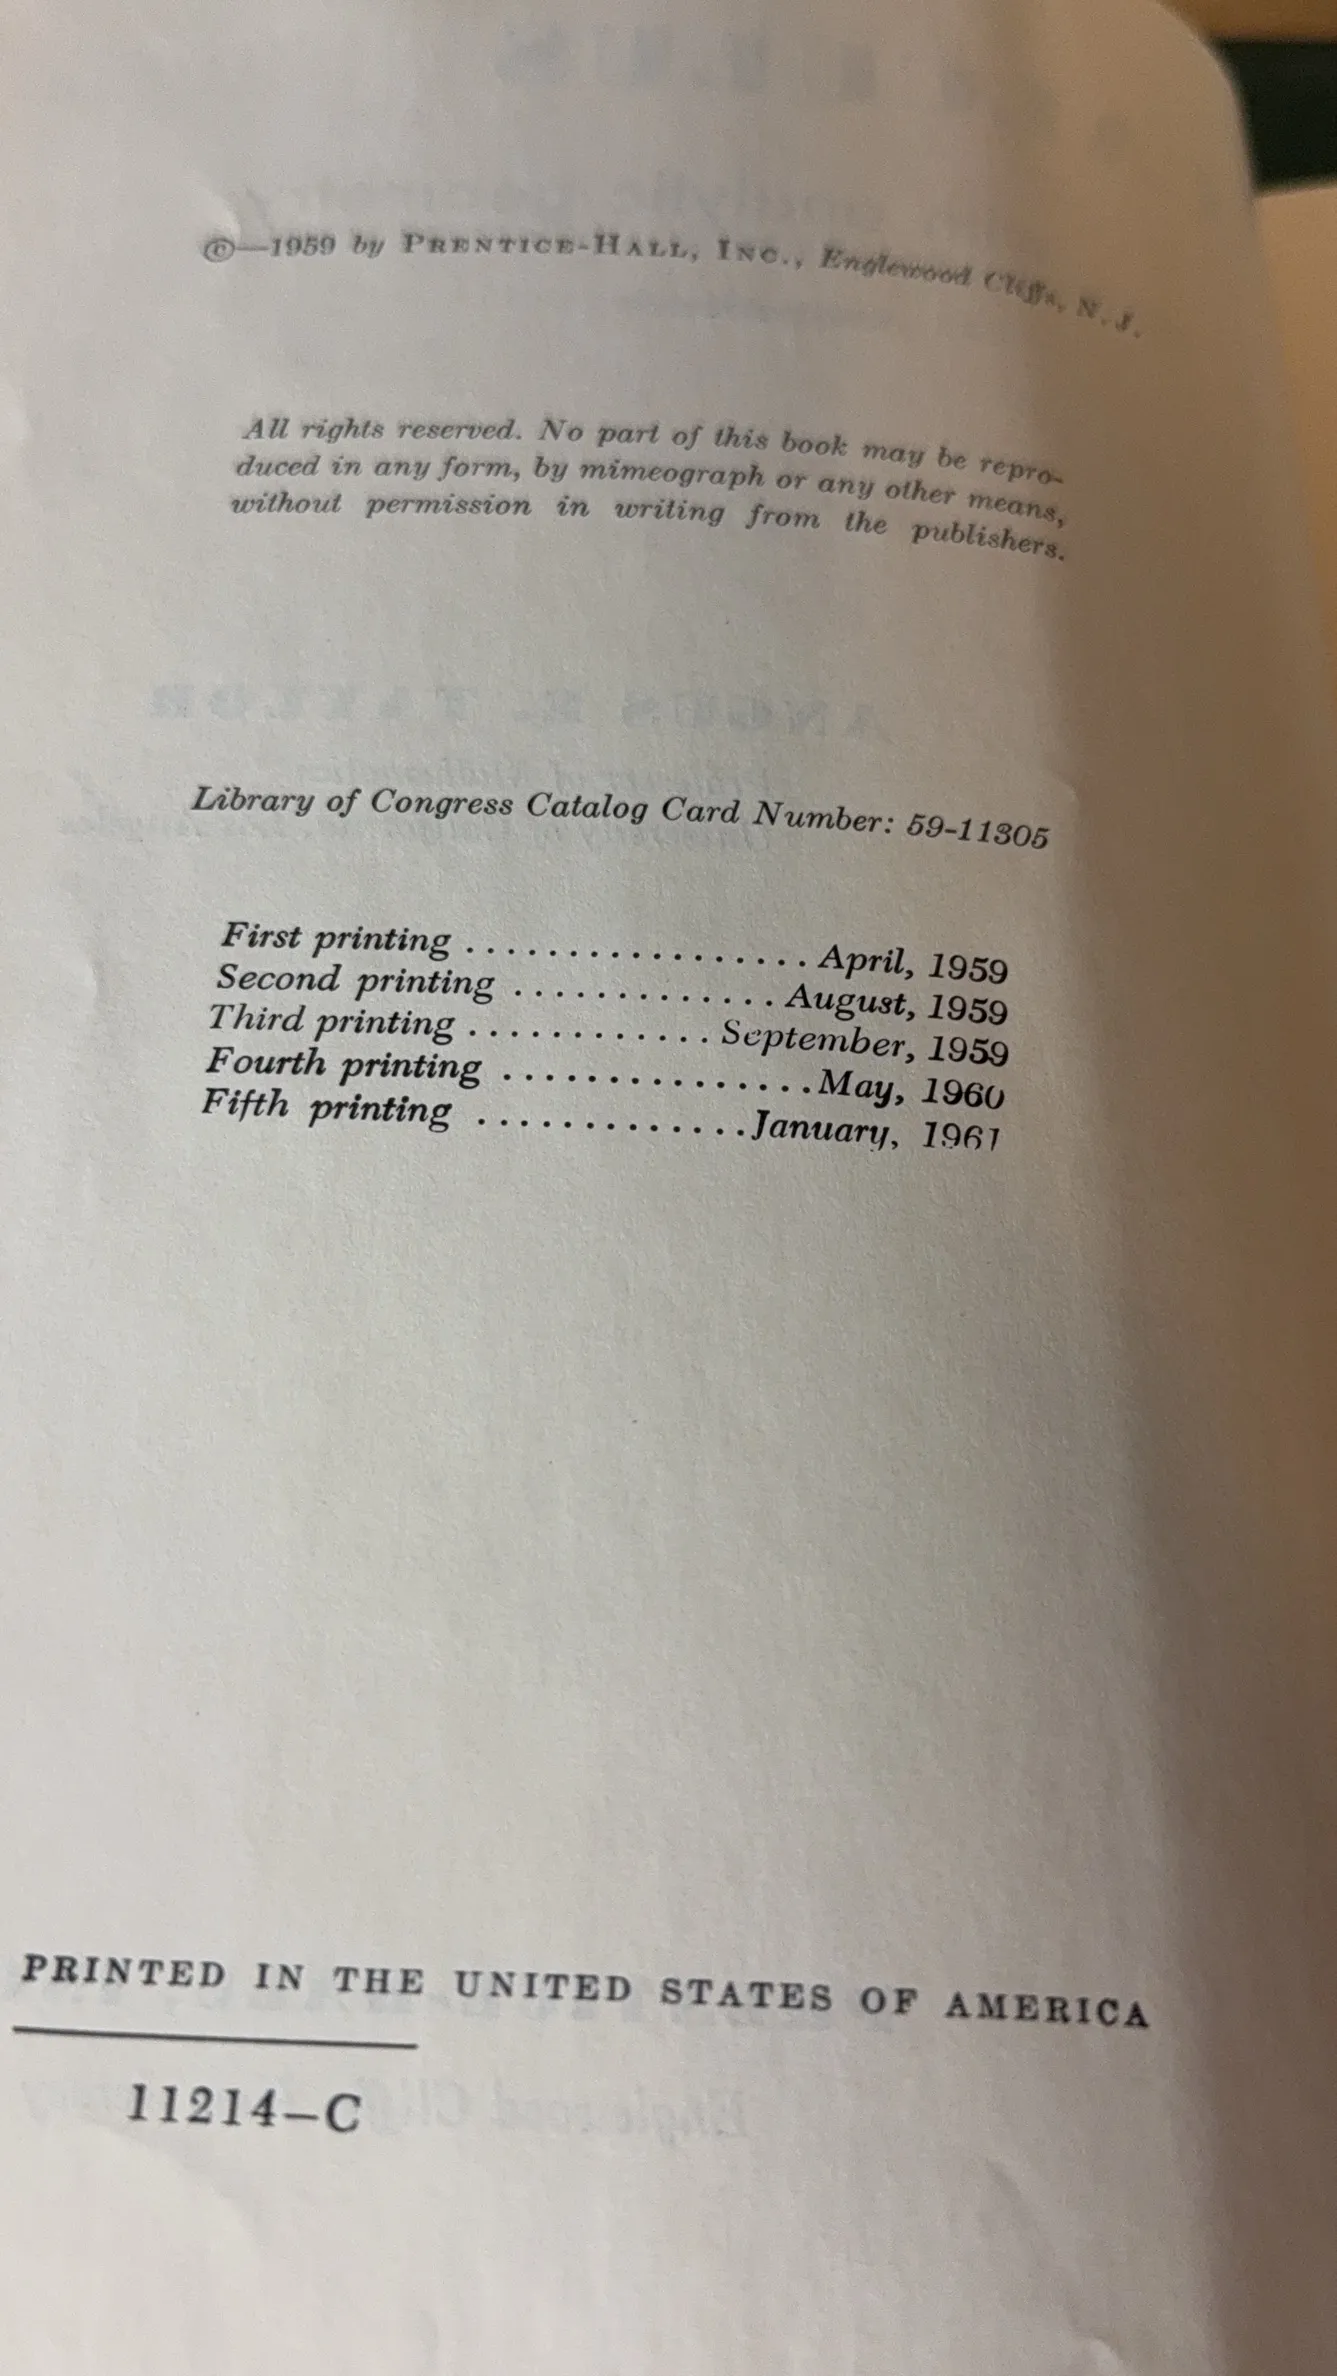 ©—1959 by PRENTICE-HALL, INC., Englewood Cliffs, N. J.
All rights reserved. No part of this book may be repro-
duced in any form, by mimeograph or any other means,
without permission in writing from the publishers.
Library of Congress Catalog Card Number: 59-11305
First printing ................. April, 1959
Second printing ............. August, 1959
Third printing ............ September, 1959
Fourth printing ............... May, 1960
Fifth printing ............. January, 1961
PRINTED IN THE UNITED STATES OF AMERICA
11214–C